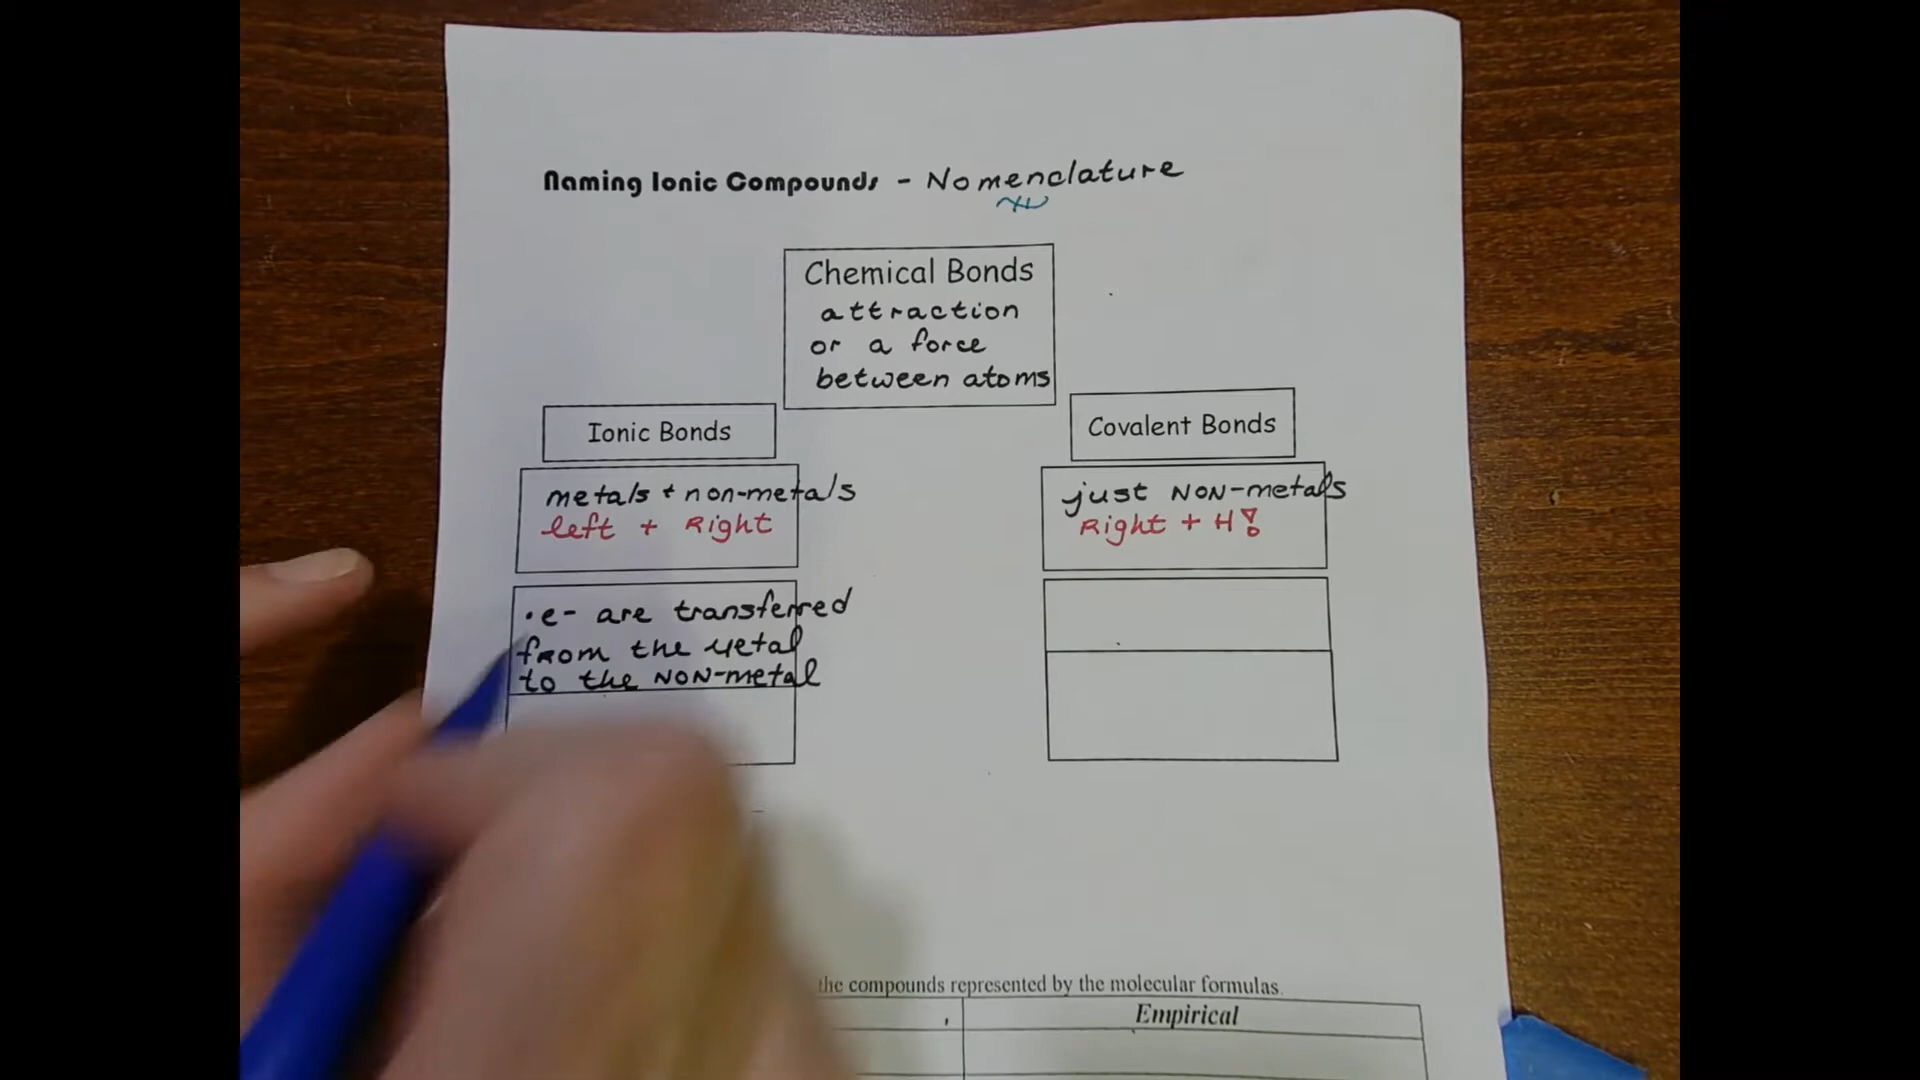 Naming Ionic Compounds - Nomenclature
Chemical Bonds
attraction
or a force
between atoms
Ionic Bonds
metals + non-metals
left + Right
• e- are transferred
from the metal
to the NON-metal
Covalent Bonds
just NON-metals
Right + H!
the compounds represented by the molecular formulas.
Empirical